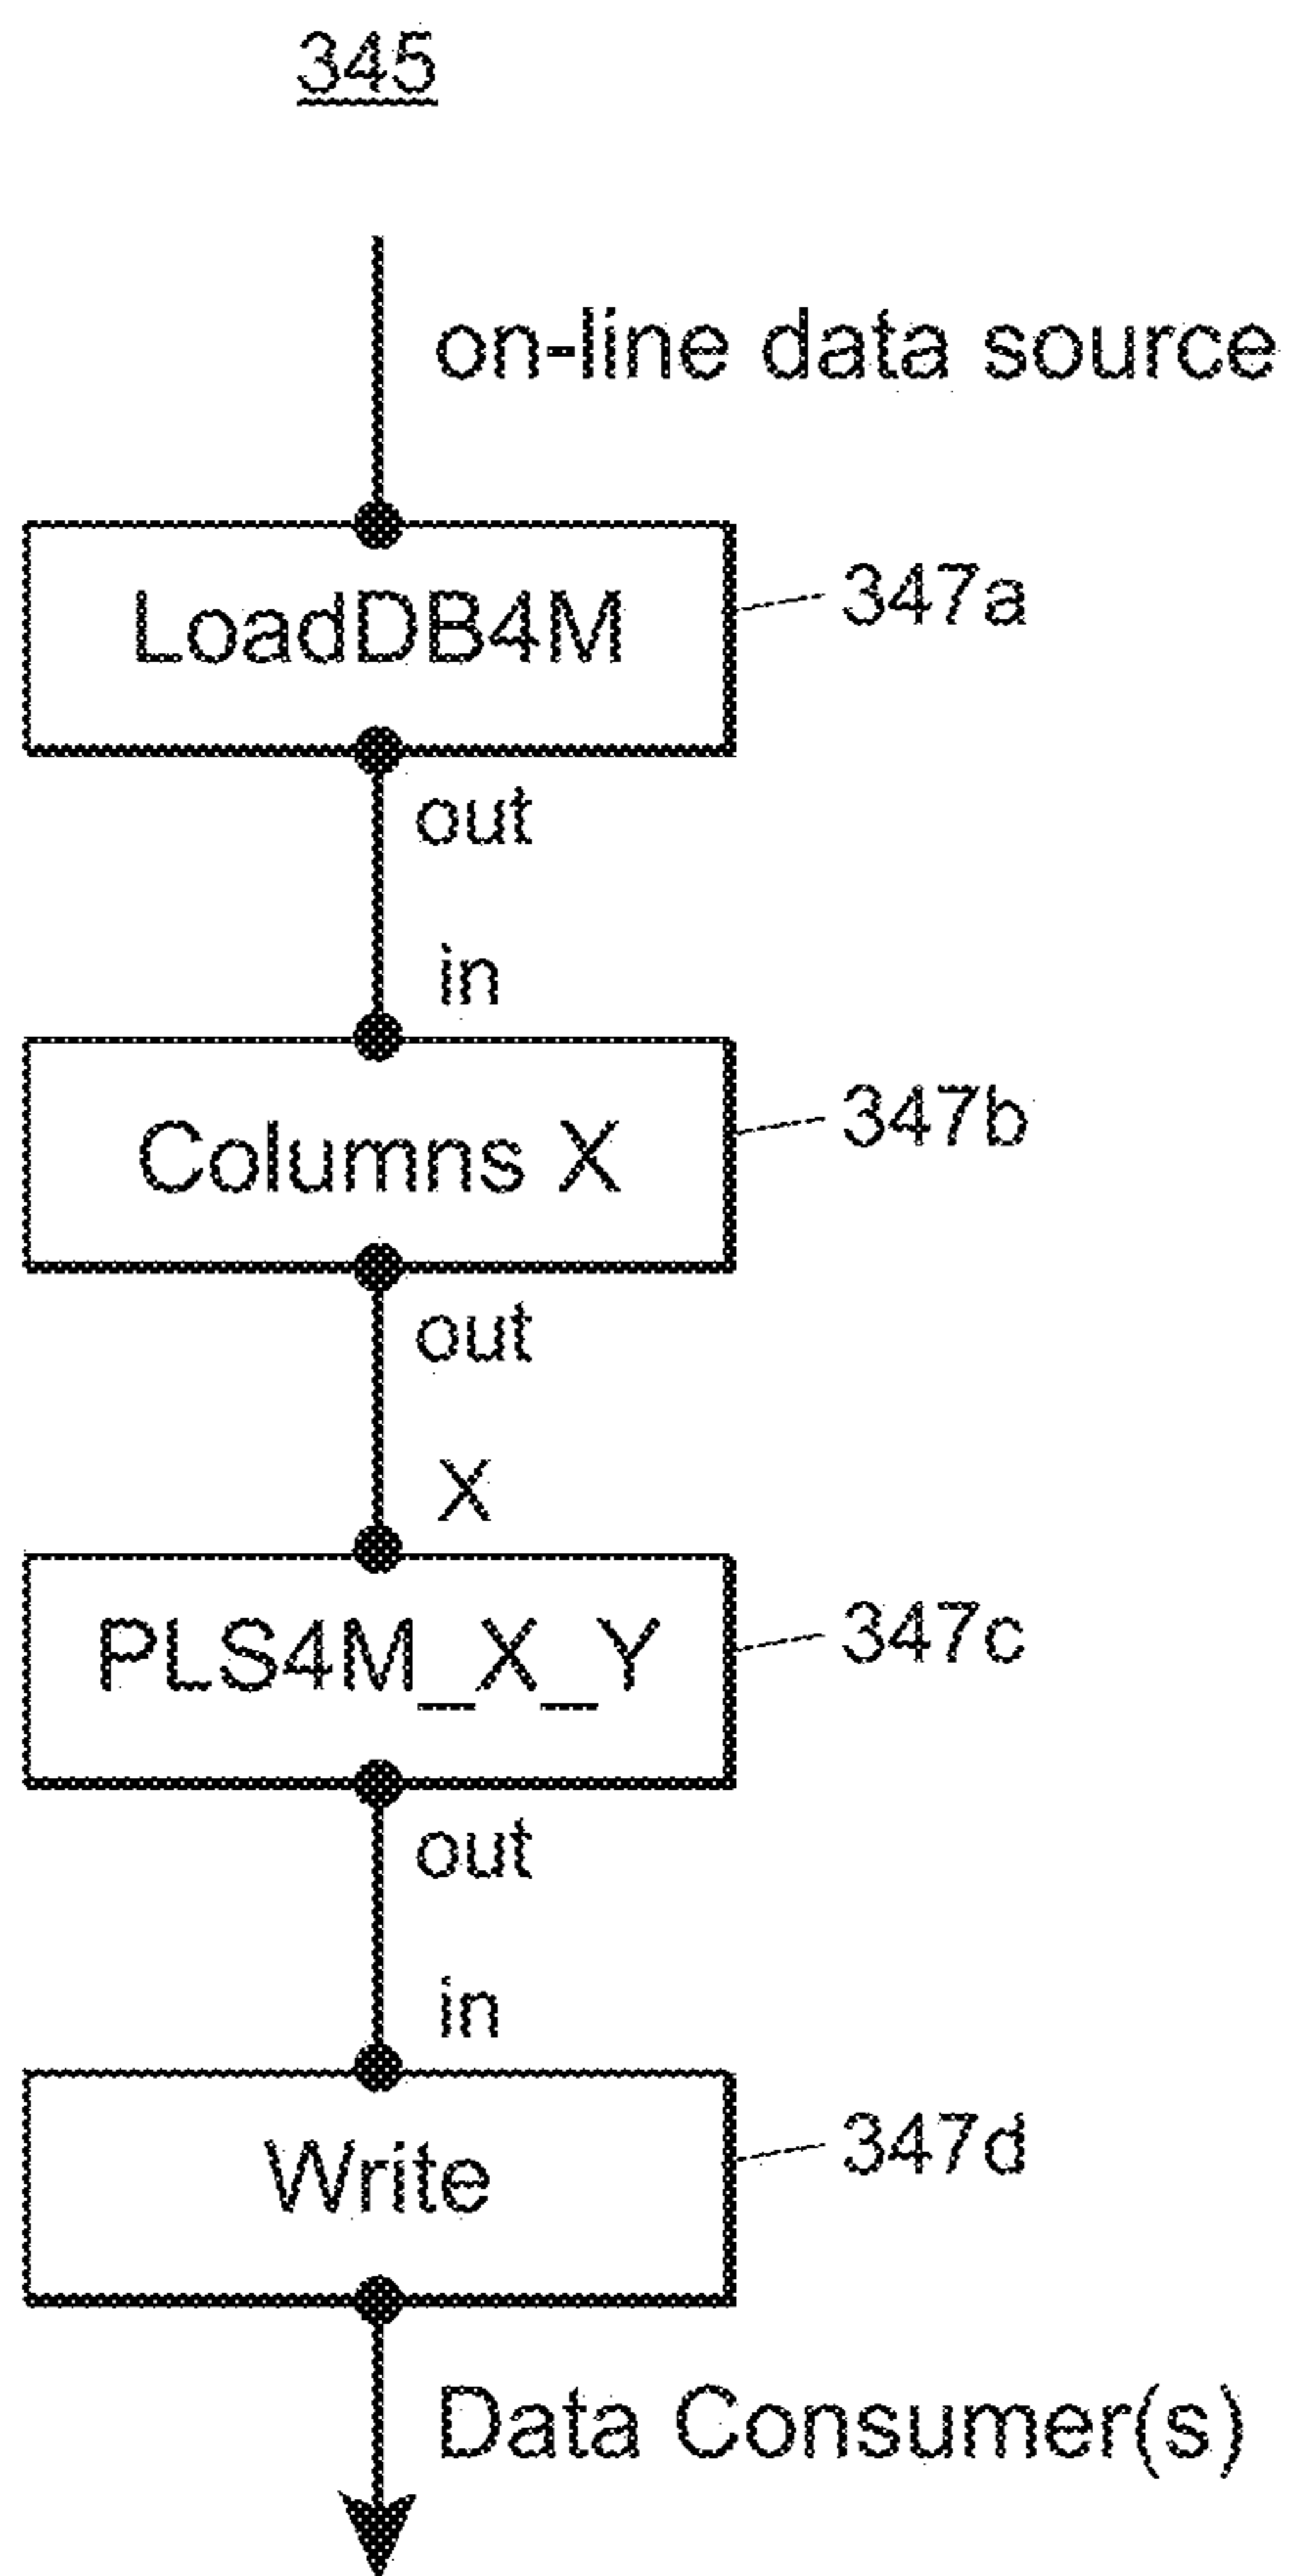 345
on-line data source
LoadDB4M
347a
out
in
Columns X
347b
out
X
PLS4M_X_Y
347c
out
in
Write
347d
Data Consumer(s)